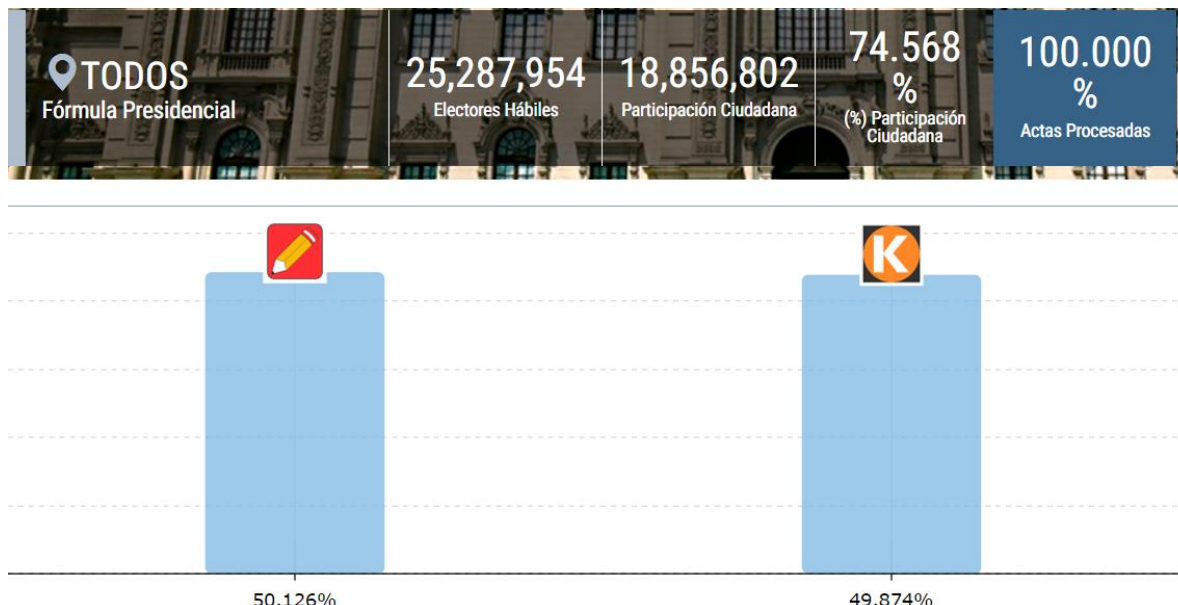 TODOS
Fórmula Presidencial
25,287,954
Electores Hábiles
18,856,802
Participación Ciudadana
74.568
%
(%) Participación
Ciudadana
100.000
%
Actas Procesadas
K
50.126%
49.874%